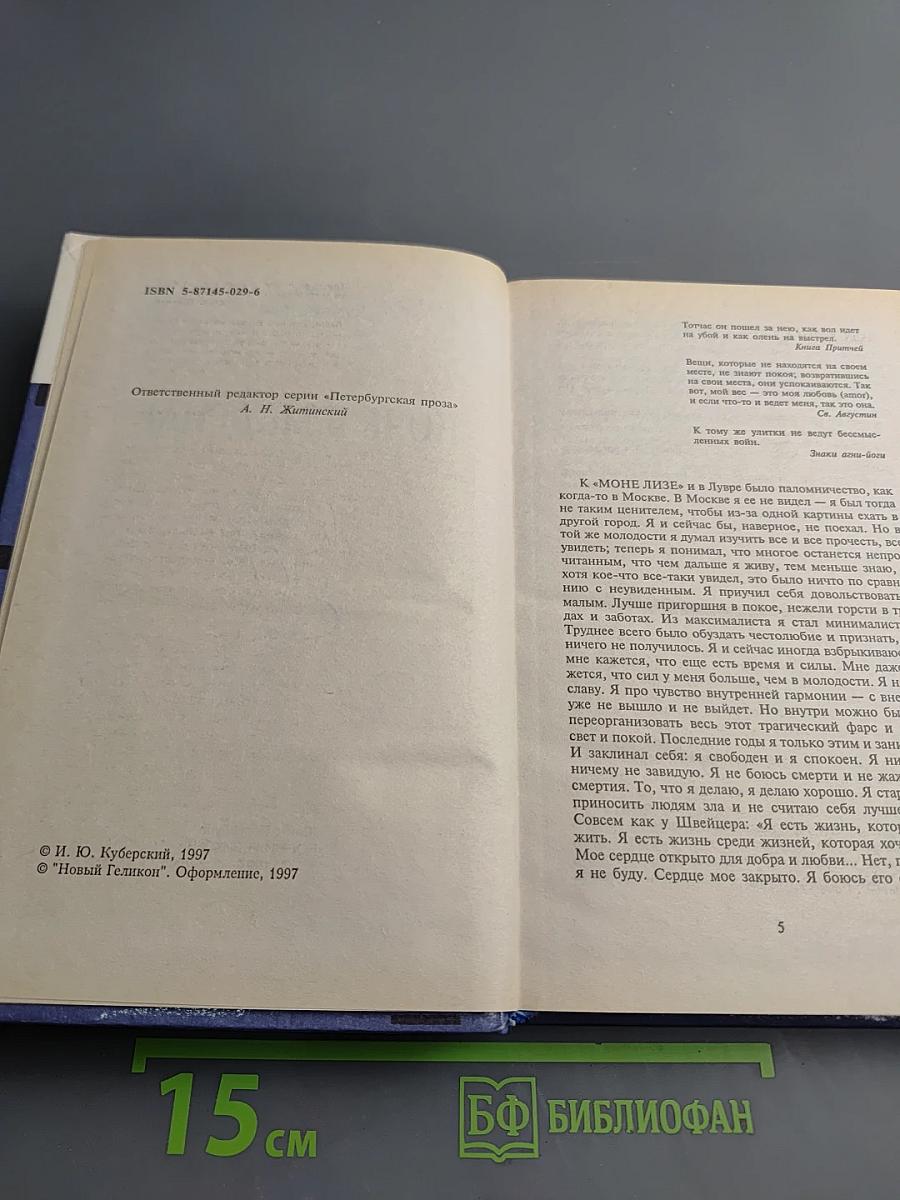 ISBN 5-87145-029-6
Ответственный редактор серии «Петербургская проза»
А. Н. Житинский
© И. Ю. Куберский, 1997
© "Новый Геликон". Оформление, 1997
Тотчас он пошел за нею, как вол идет
на убой и как олень на выстрел.
Книга Притчей
Вещи, которые не находятся на своем
месте, не знают покоя; возвратившись
на свои места, они успокаиваются. Так
вот, мой вес — это моя любовь (amor),
и если что-то и ведет меня, так это она.
Св. Августин
К тому же улитки не ведут бессмыс-
ленных войн.
Знаки агни-йоги
К «МОНЕ ЛИЗЕ» и в Лувре было паломничество, как
когда-то в Москве. В Москве я ее не видел — я был тогда
не таким ценителем, чтобы из-за одной картины ехать в
другой город. Я и сейчас бы, наверное, не поехал. Но в
той же молодости я думал изучить все и все прочесть, все
увидеть; теперь я понимал, что многое останется непро
читанным, что чем дальше я живу, тем меньше знаю,
хотя кое-что все-таки увидел, это было ничто по сравн
нию с неувиденным. Я приучил себя довольствовать
малым. Лучше пригоршня в покое, нежели горсти в т
дах и заботах. Из максималиста я стал минималист
Труднее всего было обуздать честолюбие и признать,
ничего не получилось. Я и сейчас иногда взбрыкиваю
мне кажется, что еще есть время и силы. Мне даж
жется, что сил у меня больше, чем в молодости. Я н
славу. Я про чувство внутренней гармонии — с вне
уже не вышло и не выйдет. Но внутри можно бы
переорганизовать весь этот трагический фарс и
свет и покой. Последние годы я только этим и зани
И заклинал себя: я свободен и я спокоен. Я ни
ничему не завидую. Я не боюсь смерти и не жаж
смертия. То, что я делаю, я делаю хорошо. Я стар
приносить людям зла и не считаю себя лучше
Совсем как у Швейцера: «Я есть жизнь, котор
жить. Я есть жизнь среди жизней, которая хоч
Мое сердце открыто для добра и любви... Нет, г
я не буду. Сердце мое закрыто. Я боюсь его
5
15 см
БФ БИБЛИОФАН